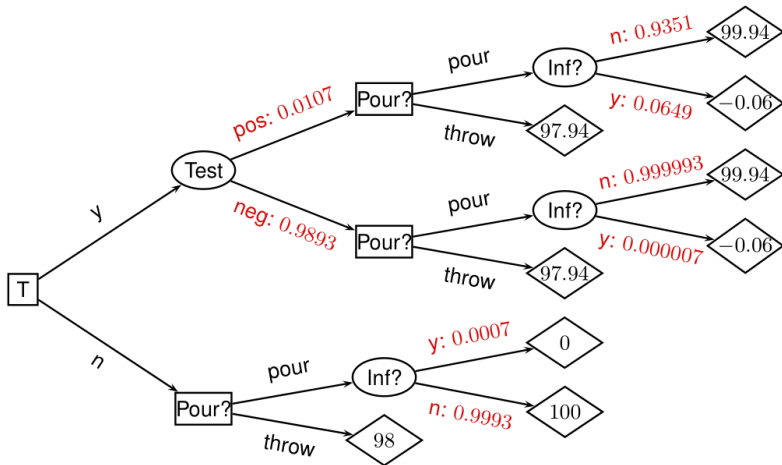 n: 0.9351
99.94
pour
Inf?
y: 0.0649
−0.06
pos: 0.0107
Pour?
throw
97.94
Test
n: 0.999993
99.94
pour
Inf?
y: 0.000007
−0.06
y
neg: 0.9893
Pour?
throw
97.94
T
n
y: 0.0007
0
pour
Inf?
n: 0.9993
100
Pour?
throw
98